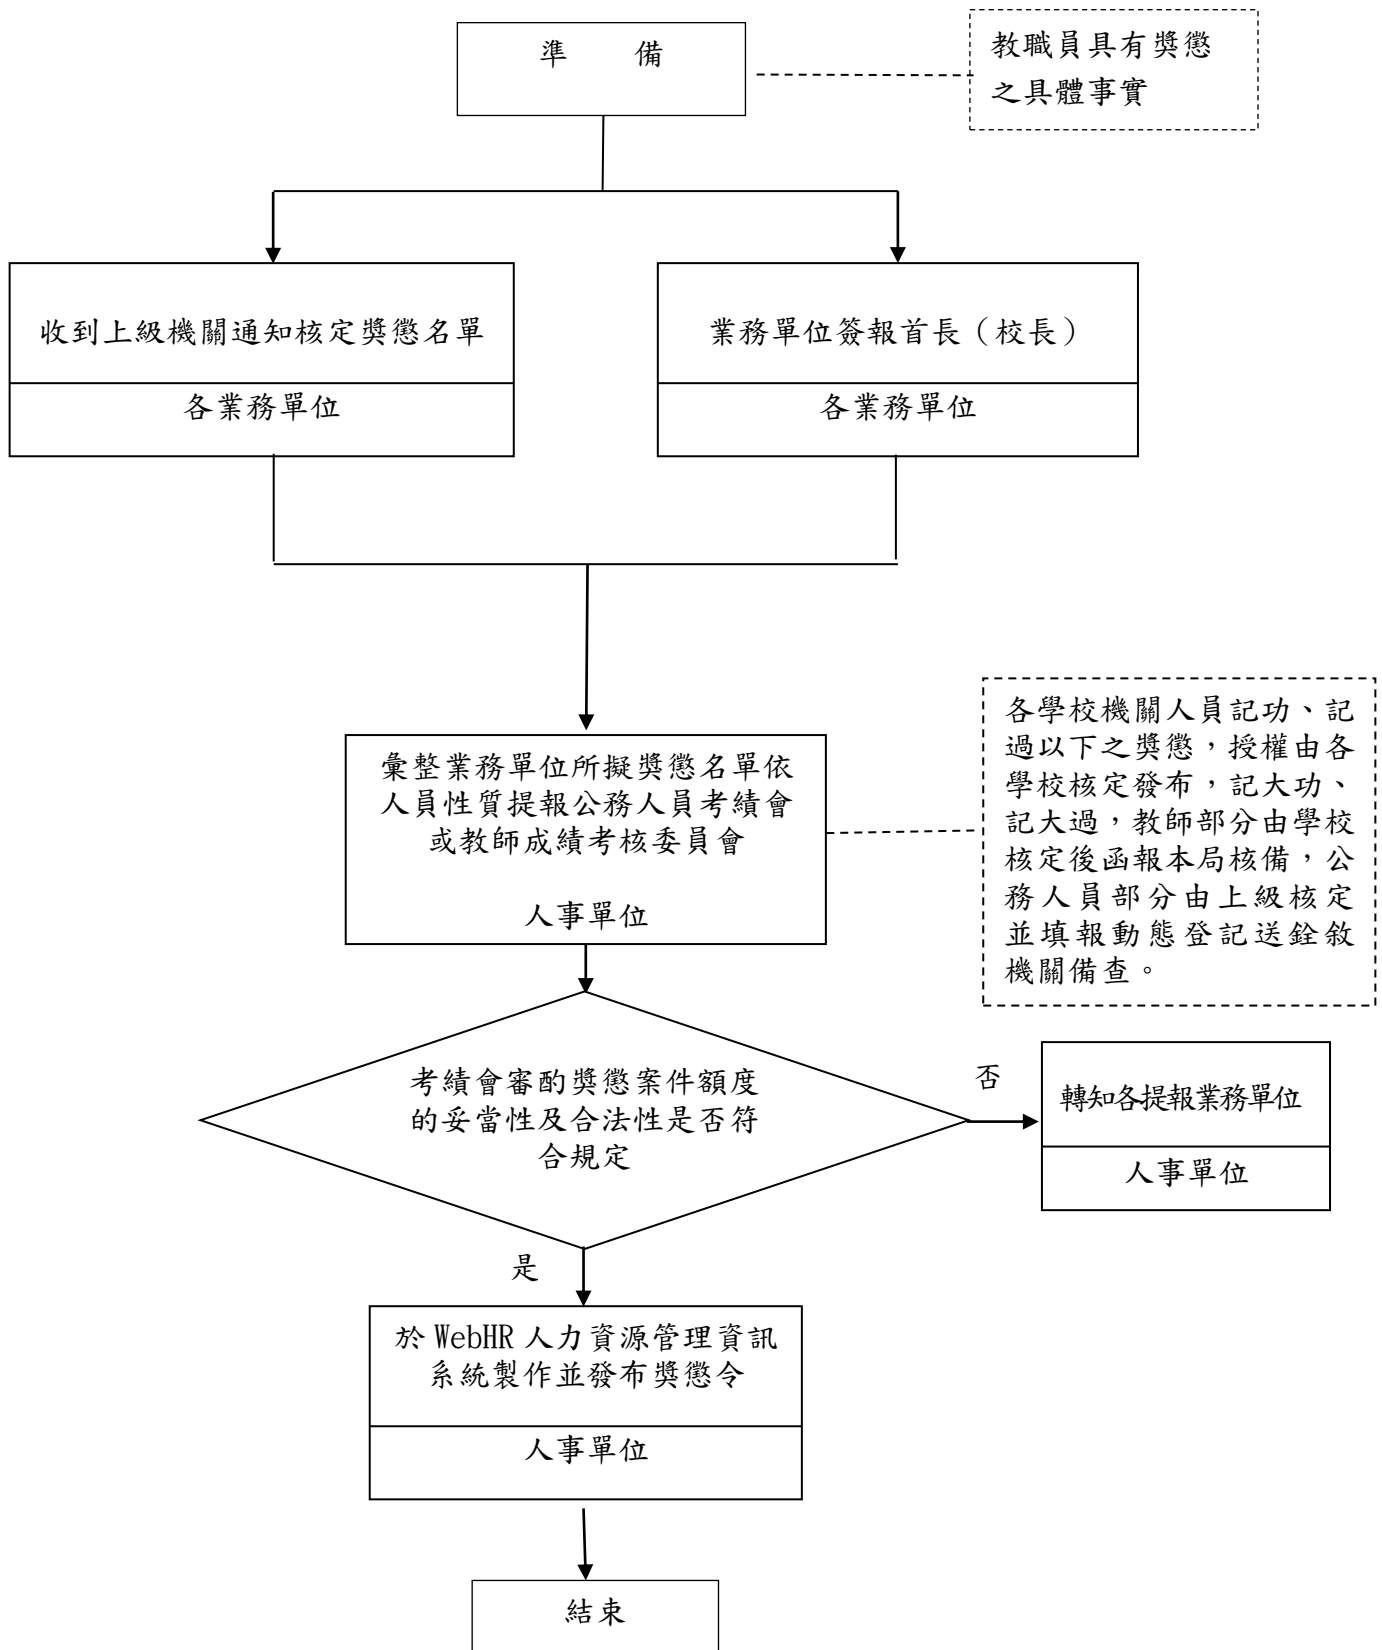 準 備
教職員具有獎懲
之具體事實
收到上級機關通知核定獎懲名單
各業務單位
業務單位簽報首長（校長）
各業務單位
彙整業務單位所擬獎懲名單依
人員性質提報公務人員考績會
或教師成績考核委員會
人事單位
各學校機關人員記功、記
過以下之獎懲，授權由各
學校核定發布，記大功、
記大過，教師部分由學校
核定後函報本局核備，公
務人員部分由上級核定
並填報動態登記送銓敘
機關備查。
考績會審酌獎懲案件額度
的妥當性及合法性是否符
合規定
否
轉知各提報業務單位
人事單位
是
於 WebHR 人力資源管理資訊
系統製作並發布獎懲令
人事單位
結束